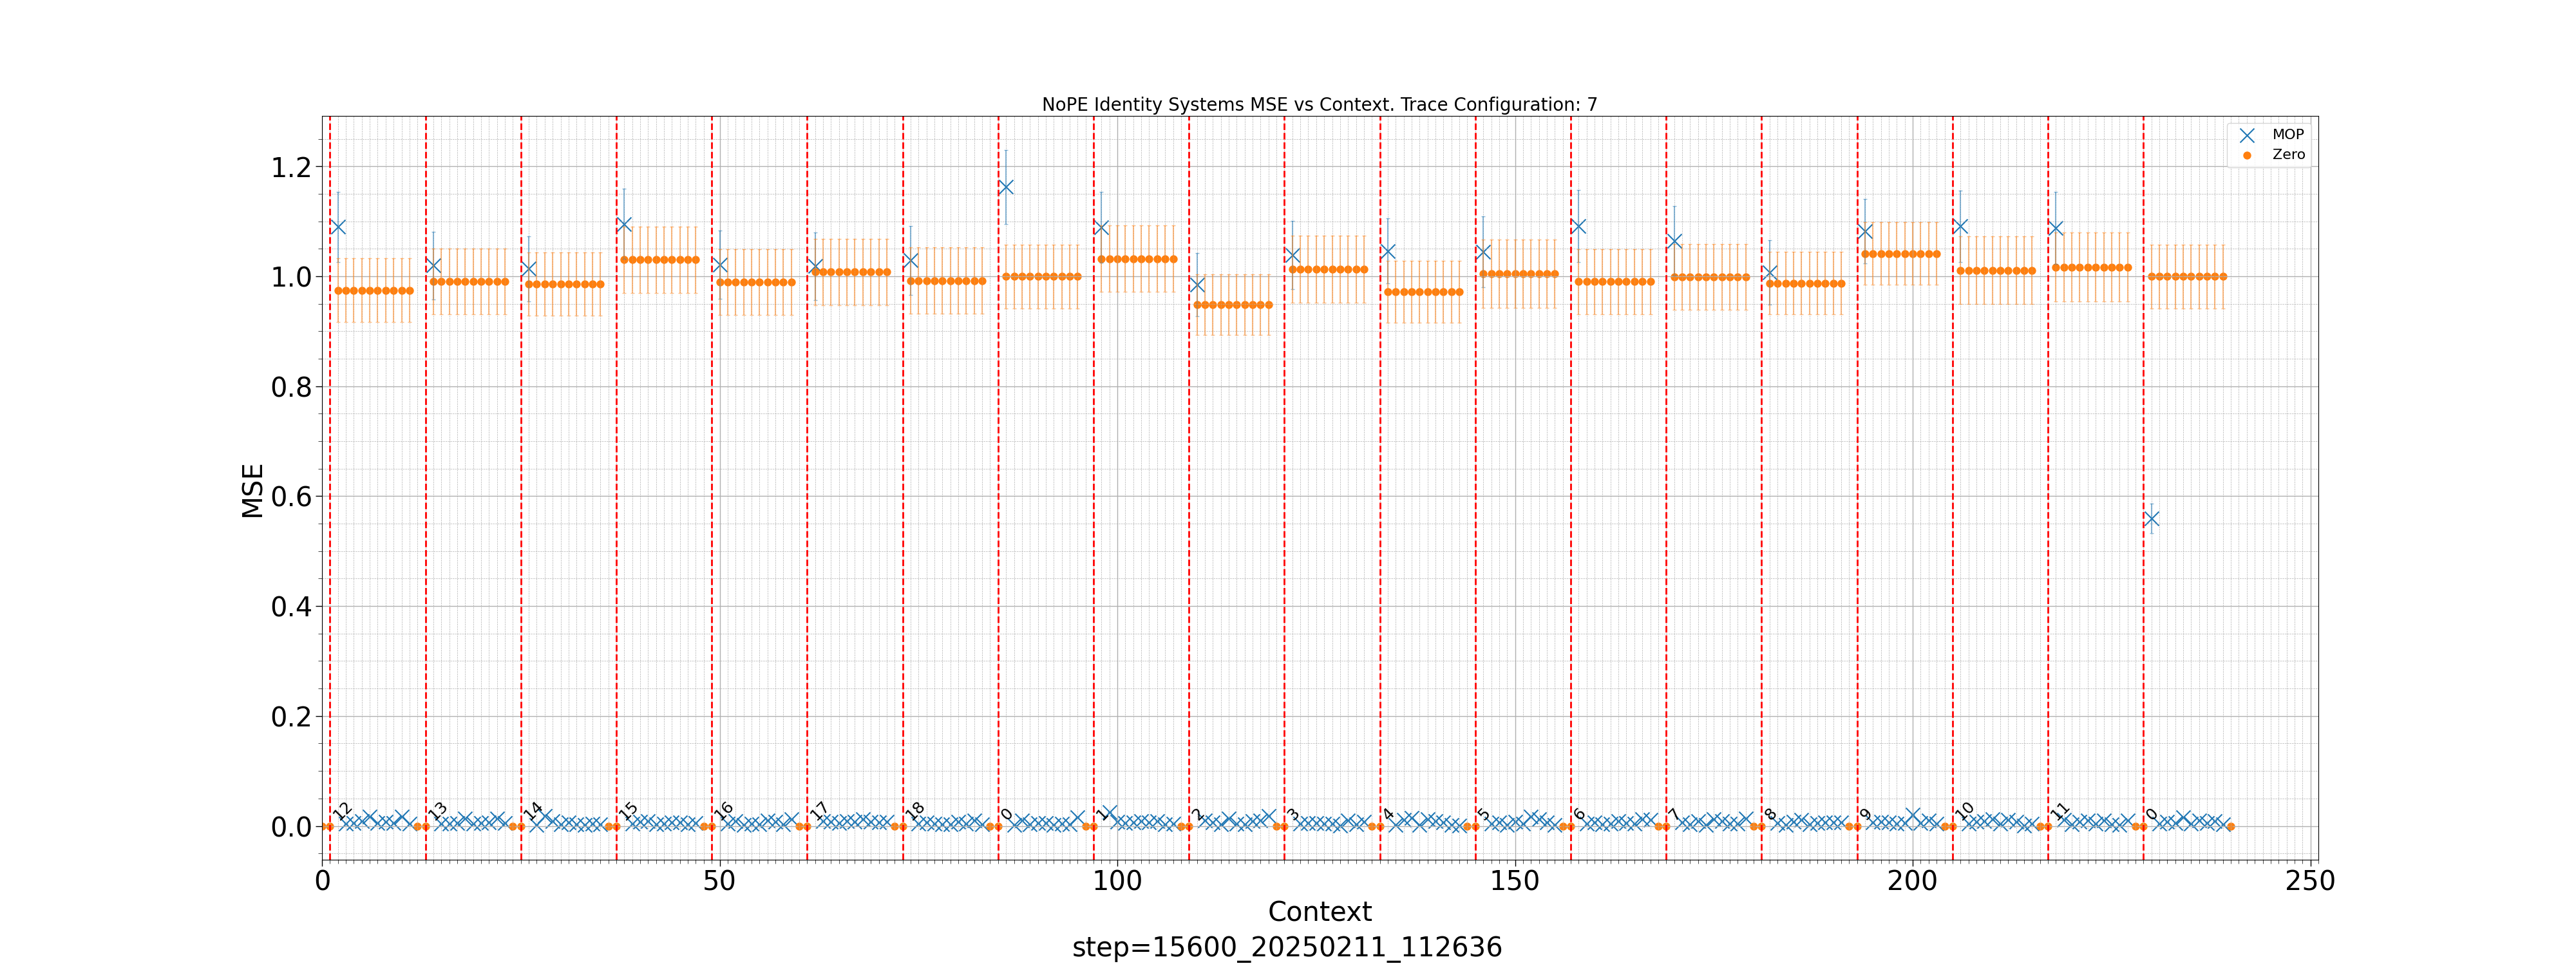 NoPE Identity Systems MSE vs Context. Trace Configuration: 7
MOP
Zero
1.2
1.0
0.8
0.6
0.4
0.2
0.0
MSE
12 13 14 15 16 17 18 0 1 2 3 4 5 6 7 8 9 10 11 0
0 50 100 150 200 250
Context
step=15600_20250211_112636